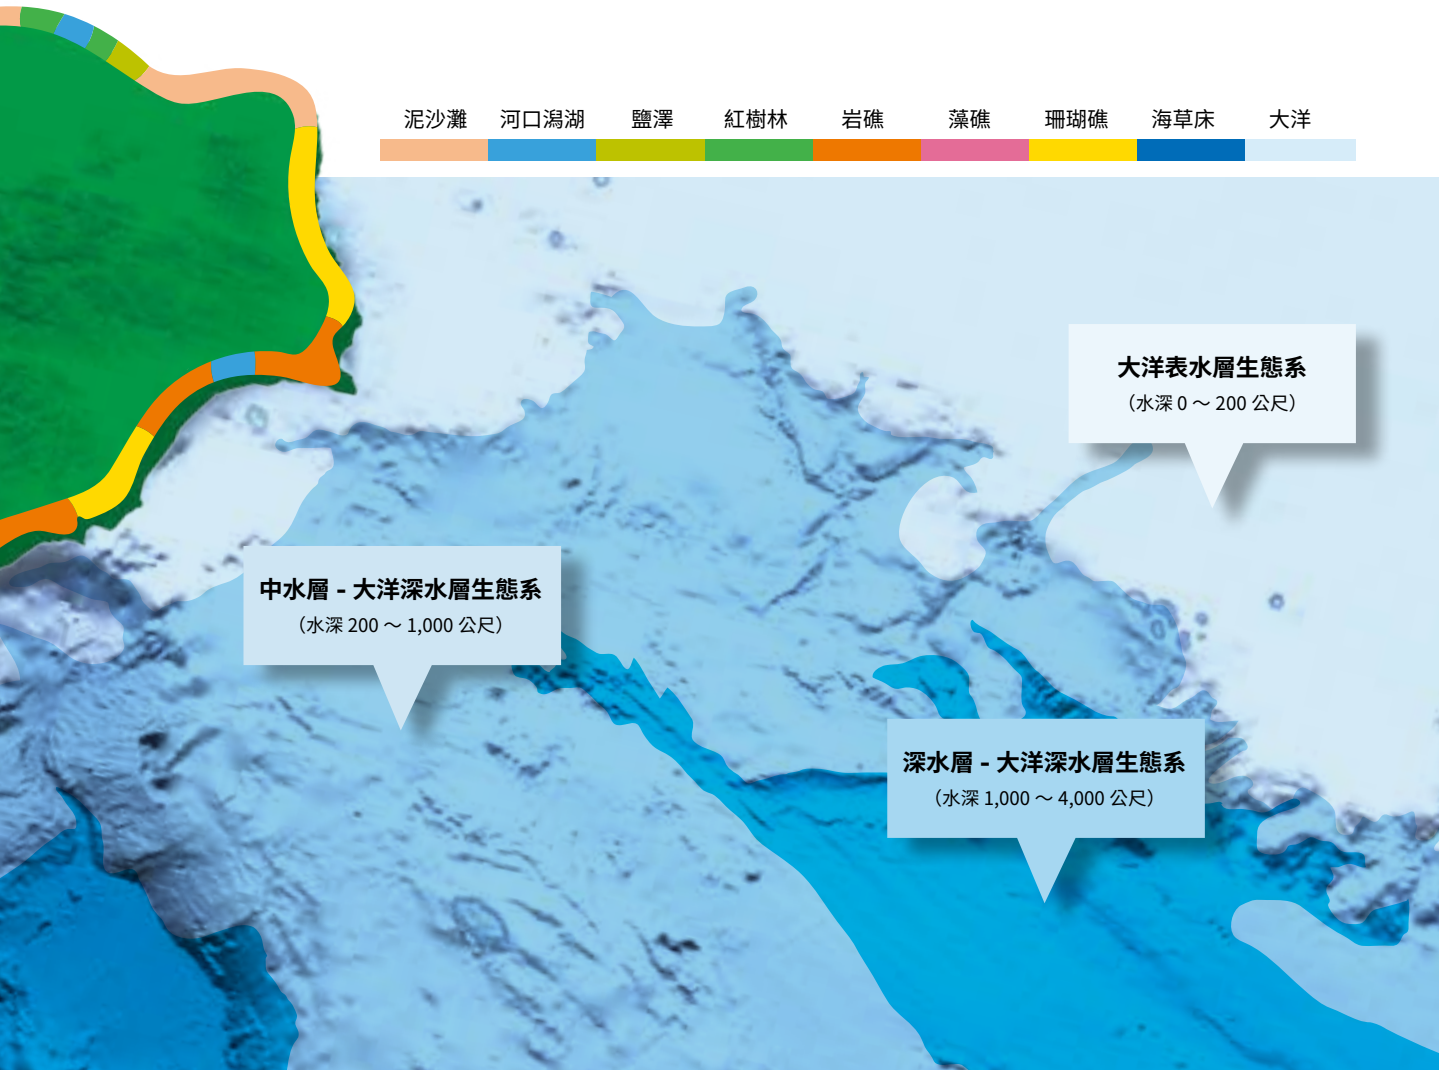 泥沙灘 河口潟湖 鹽澤 紅樹林 岩礁 藻礁 珊瑚礁 海草床 大洋
大洋表水層生態系
（水深 0 ～ 200 公尺）
中水層 - 大洋深水層生態系
（水深 200 ～ 1,000 公尺）
深水層 - 大洋深水層生態系
（水深 1,000 ～ 4,000 公尺）